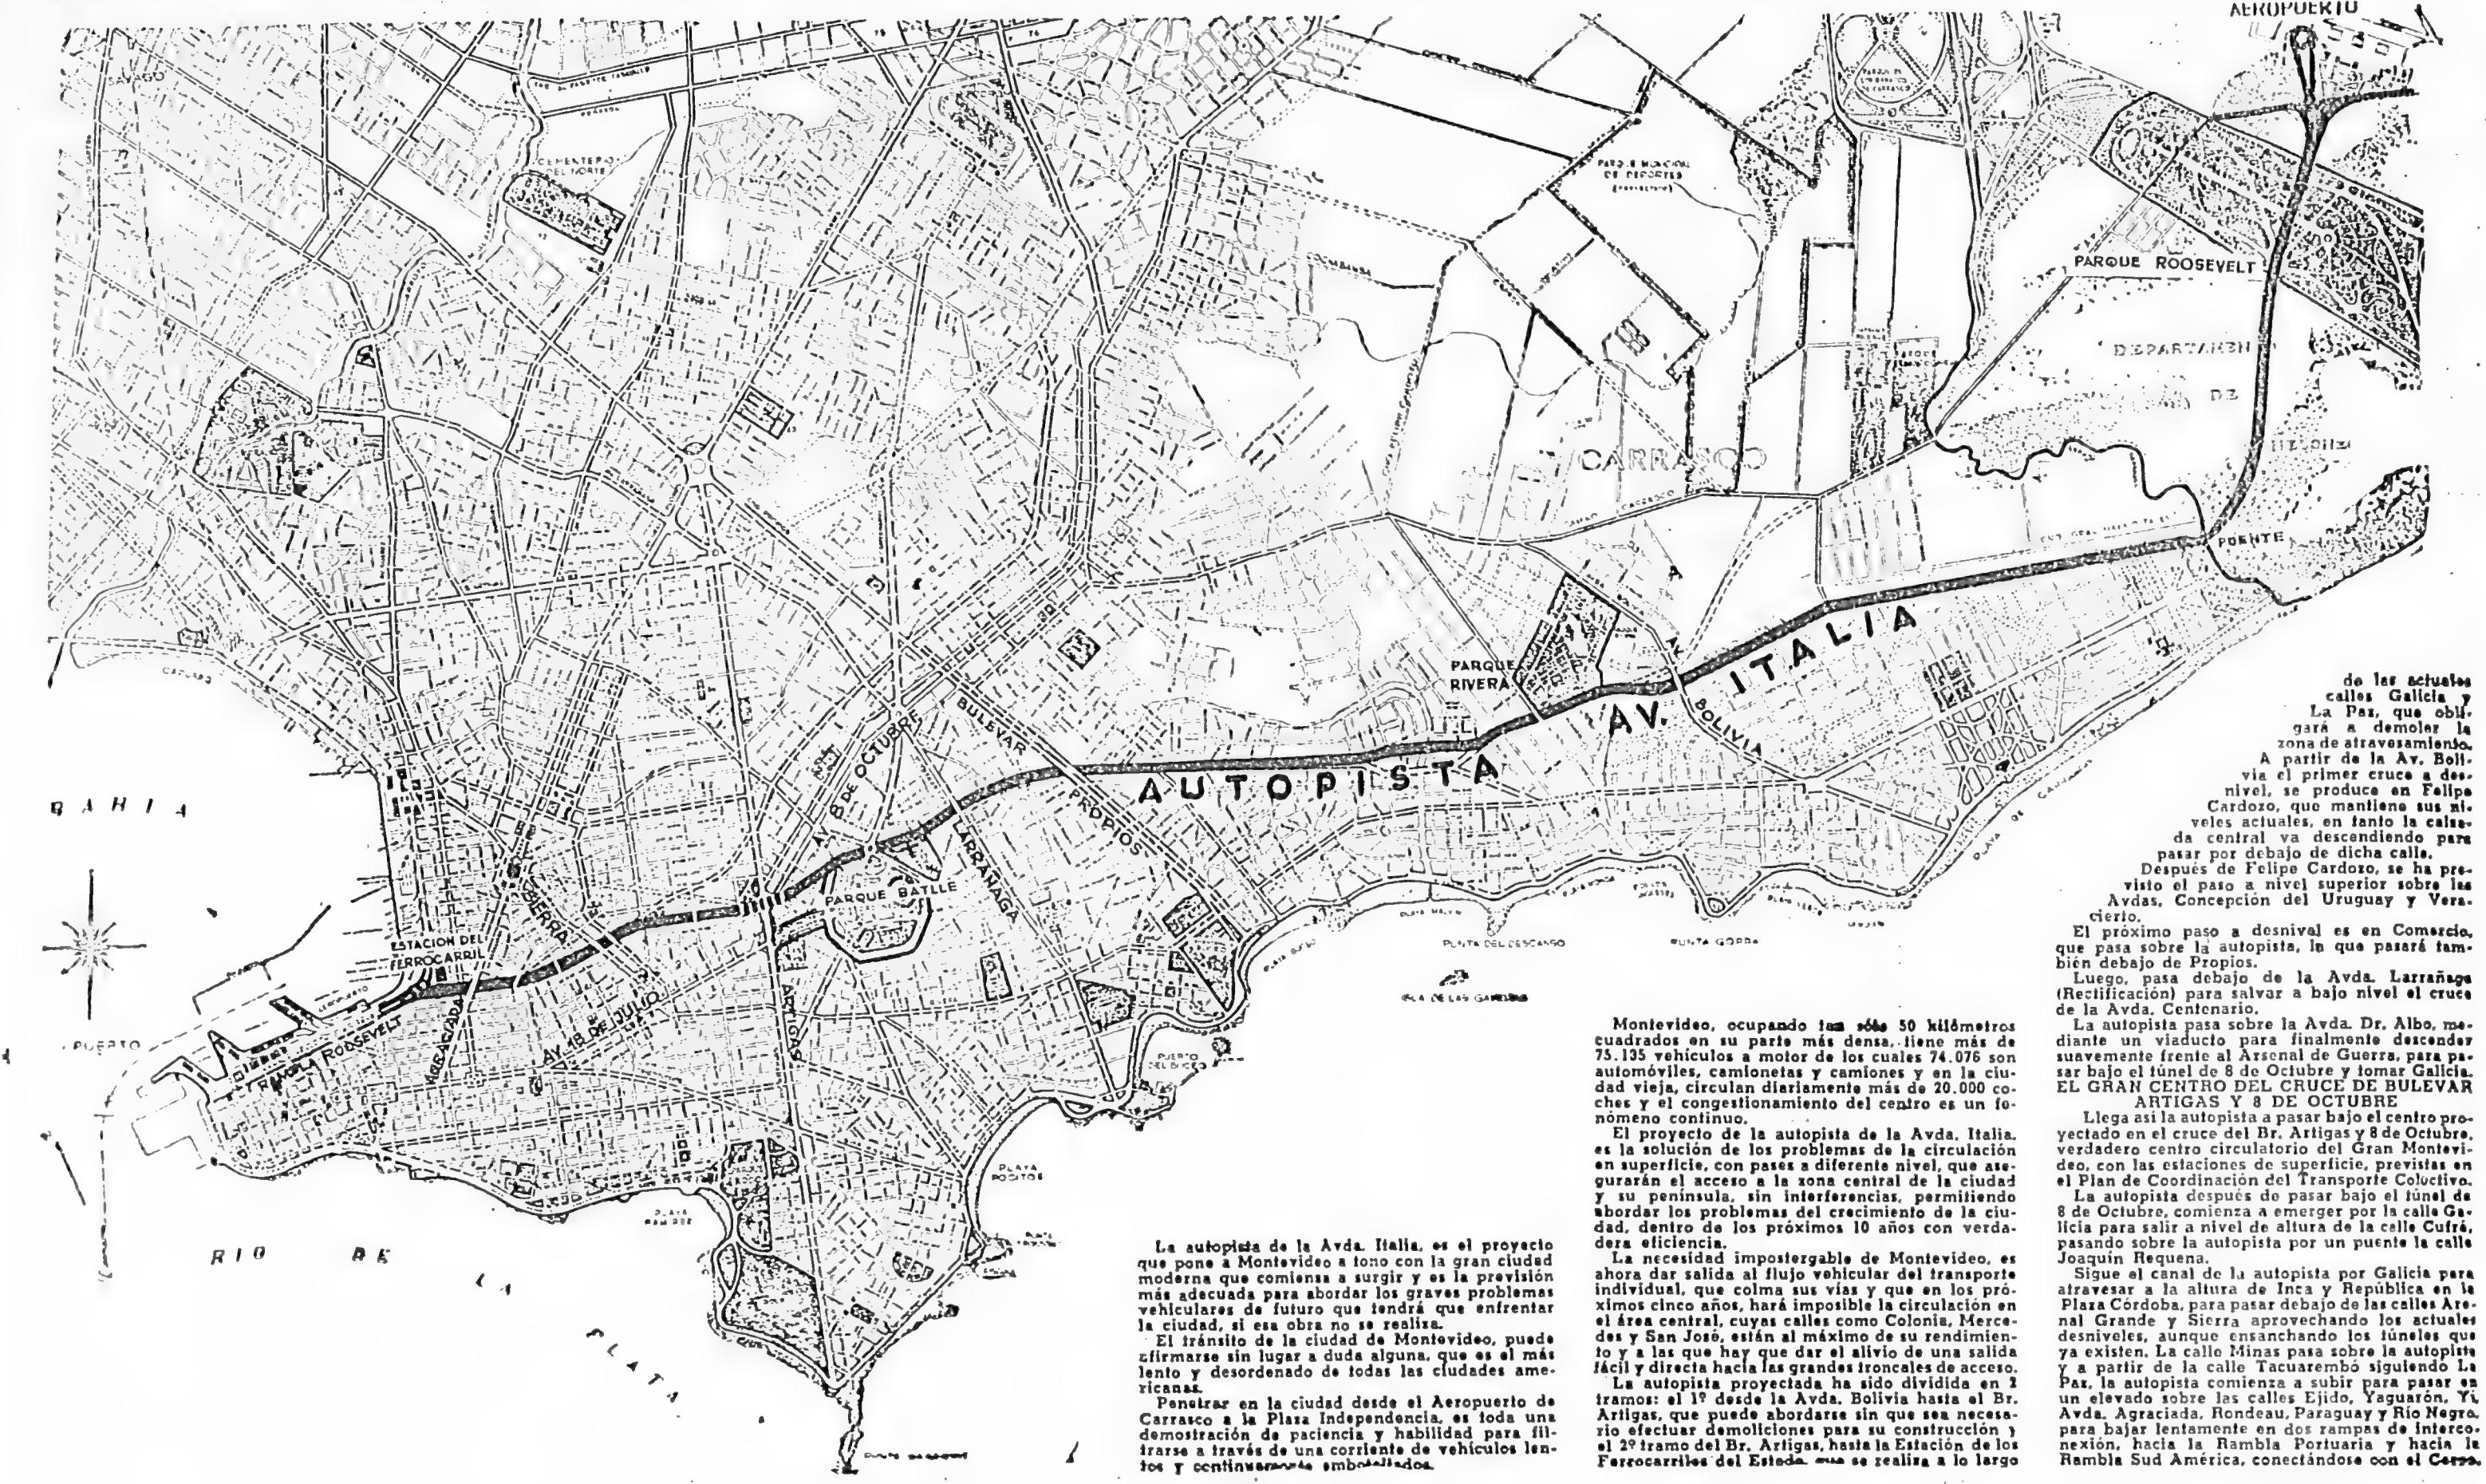 AEROPUERTO
SAYAGO
CEMENTERIO
DEL NORTE
PARQUE MUNICIPAL
DE DEPORTES
PARQUE ROOSEVELT
DEPARTAMEN
DE
CARRASCO
PUENTE
PARQUE
RIVERA
AV. ITALIA
AV. BOLIVIA
AUTOPISTA
BULEVAR
PROPIOS
AV. 8 DE OCTUBRE
LARRAÑAGA
PARQUE BATLLE
SIERRA
BAHIA
ESTACION DEL
FERROCARRIL
PUERTO
RAMBLA ROOSEVELT
AGRACIADA
AV. 18 DE JULIO
ARTIGAS
PUNTA DEL DESCANSO
PUNTA GORDA
ISLA DE LAS GAVIOTAS
PUERTO
DEL BUCEO
PLAYA
POCITOS
PLAYA
RAMIREZ
RIO DE LA PLATA
La autopista de la Avda. Italia, es el proyecto
que pone a Montevideo a tono con la gran ciudad
moderna que comienza a surgir y es la previsión
más adecuada para abordar los graves problemas
vehiculares de futuro que tendrá que enfrentar
la ciudad, si esa obra no se realiza.
El tránsito de la ciudad de Montevideo, puede
afirmarse sin lugar a duda alguna, que es el más
lento y desordenado de todas las ciudades ame-
ricanas.
Penetrar en la ciudad desde el Aeropuerto de
Carrasco a la Plaza Independencia, es toda una
demostración de paciencia y habilidad para fil-
trarse a través de una corriente de vehículos len-
tos y continuamente embotellados.
Montevideo, ocupando tan sólo 50 kilómetros
cuadrados en su parte más densa, tiene más de
75.135 vehículos a motor de los cuales 74.076 son
automóviles, camionetas y camiones y en la ciu-
dad vieja, circulan diariamente más de 20.000 co-
ches y el congestionamiento del centro es un fe-
nómeno continuo.
El proyecto de la autopista de la Avda. Italia,
es la solución de los problemas de la circulación
en superficie, con pases a diferente nivel, que ase-
gurarán el acceso a la zona central de la ciudad
y su península, sin interferencias, permitiendo
abordar los problemas del crecimiento de la ciu-
dad, dentro de los próximos 10 años con verda-
dera eficiencia.
La necesidad impostergable de Montevideo, es
ahora dar salida al flujo vehicular del transporte
individual, que colma sus vías y que en los pró-
ximos cinco años, hará imposible la circulación en
el área central, cuyas calles como Colonia, Merce-
des y San José, están al máximo de su rendimien-
to y a las que hay que dar el alivio de una salida
fácil y directa hacia las grandes troncales de acceso.
La autopista proyectada ha sido dividida en 2
tramos: el 1º desde la Avda. Bolivia hasta el Br.
Artigas, que puede abordarse sin que sea necesa-
rio efectuar demoliciones para su construcción y
el 2º tramo del Br. Artigas, hasta la Estación de los
Ferrocarriles del Estado que se realiza a lo largo
de las actuales
calles Galicia y
La Paz, que obli-
gará a demoler la
zona de atravesamiento.
A partir de la Av. Boli-
via el primer cruce a des-
nivel, se produce en Felipe
Cardozo, que mantiene sus ni-
veles actuales, en tanto la calza-
da central va descendiendo para
pasar por debajo de dicha calle.
Después de Felipe Cardozo, se ha pre-
visto el paso a nivel superior sobre las
Avdas. Concepción del Uruguay y Vera-
cierto.
El próximo paso a desnivel es en Comercio,
que pasa sobre la autopista, la que pasará tam-
bién debajo de Propios.
Luego, pasa debajo de la Avda. Larrañaga
(Rectificación) para salvar a bajo nivel el cruce
de la Avda. Centenario.
La autopista pasa sobre la Avda. Dr. Albo, me-
diante un viaducto para finalmente descender
suavemente frente al Arsenal de Guerra, para pa-
sar bajo el túnel de 8 de Octubre y tomar Galicia.
EL GRAN CENTRO DEL CRUCE DE BULEVAR
ARTIGAS Y 8 DE OCTUBRE
Llega así la autopista a pasar bajo el centro pro-
yectado en el cruce del Br. Artigas y 8 de Octubre,
verdadero centro circulatorio del Gran Montevi-
deo, con las estaciones de superficie, previstas en
el Plan de Coordinación del Transporte Colectivo.
La autopista después de pasar bajo el túnel de
8 de Octubre, comienza a emerger por la calle Ga-
licia para salir a nivel de altura de la calle Cufré,
pasando sobre la autopista por un puente la calle
Joaquín Requena.
Sigue el canal de la autopista por Galicia para
atravesar a la altura de Inca y República en la
Plaza Córdoba, para pasar debajo de las calles Are-
nal Grande y Sierra aprovechando los actuales
desniveles, aunque ensanchando los túneles que
ya existen. La calle Minas pasa sobre la autopista
y a partir de la calle Tacuarembó siguiendo La
Paz, la autopista comienza a subir para pasar en
un elevado sobre las calles Ejido, Yaguarón, Yi,
Avda. Agraciada, Rondeau, Paraguay y Río Negro,
para bajar lentamente en dos rampas de interco-
nexión, hacia la Rambla Portuaria y hacia la
Rambla Sud América, conectándose con el Cerro.